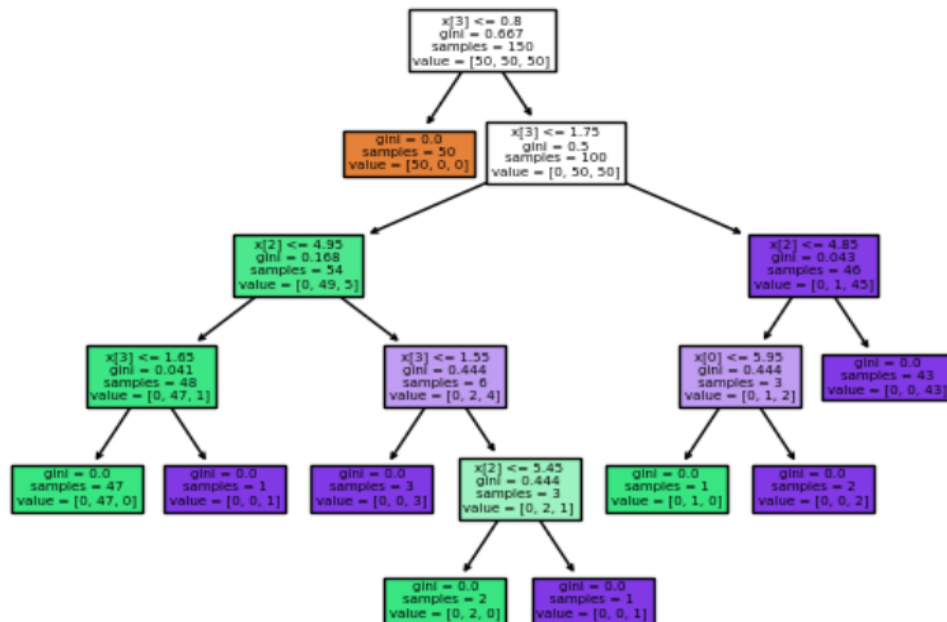 x[3] <= 0.8
gini = 0.667
samples = 150
value = [50, 50, 50]
gini = 0.0
samples = 50
value = [50, 0, 0]
x[3] <= 1.75
gini = 0.5
samples = 100
value = [0, 50, 50]
x[2] <= 4.95
gini = 0.168
samples = 54
value = [0, 49, 5]
x[2] <= 4.85
gini = 0.043
samples = 46
value = [0, 1, 45]
x[3] <= 1.65
gini = 0.041
samples = 48
value = [0, 47, 1]
x[3] <= 1.55
gini = 0.444
samples = 6
value = [0, 2, 4]
x[0] <= 5.95
gini = 0.444
samples = 3
value = [0, 1, 2]
gini = 0.0
samples = 43
value = [0, 0, 43]
gini = 0.0
samples = 47
value = [0, 47, 0]
gini = 0.0
samples = 1
value = [0, 0, 1]
gini = 0.0
samples = 3
value = [0, 0, 3]
x[2] <= 5.45
gini = 0.444
samples = 3
value = [0, 2, 1]
gini = 0.0
samples = 1
value = [0, 1, 0]
gini = 0.0
samples = 2
value = [0, 0, 2]
gini = 0.0
samples = 2
value = [0, 2, 0]
gini = 0.0
samples = 1
value = [0, 0, 1]